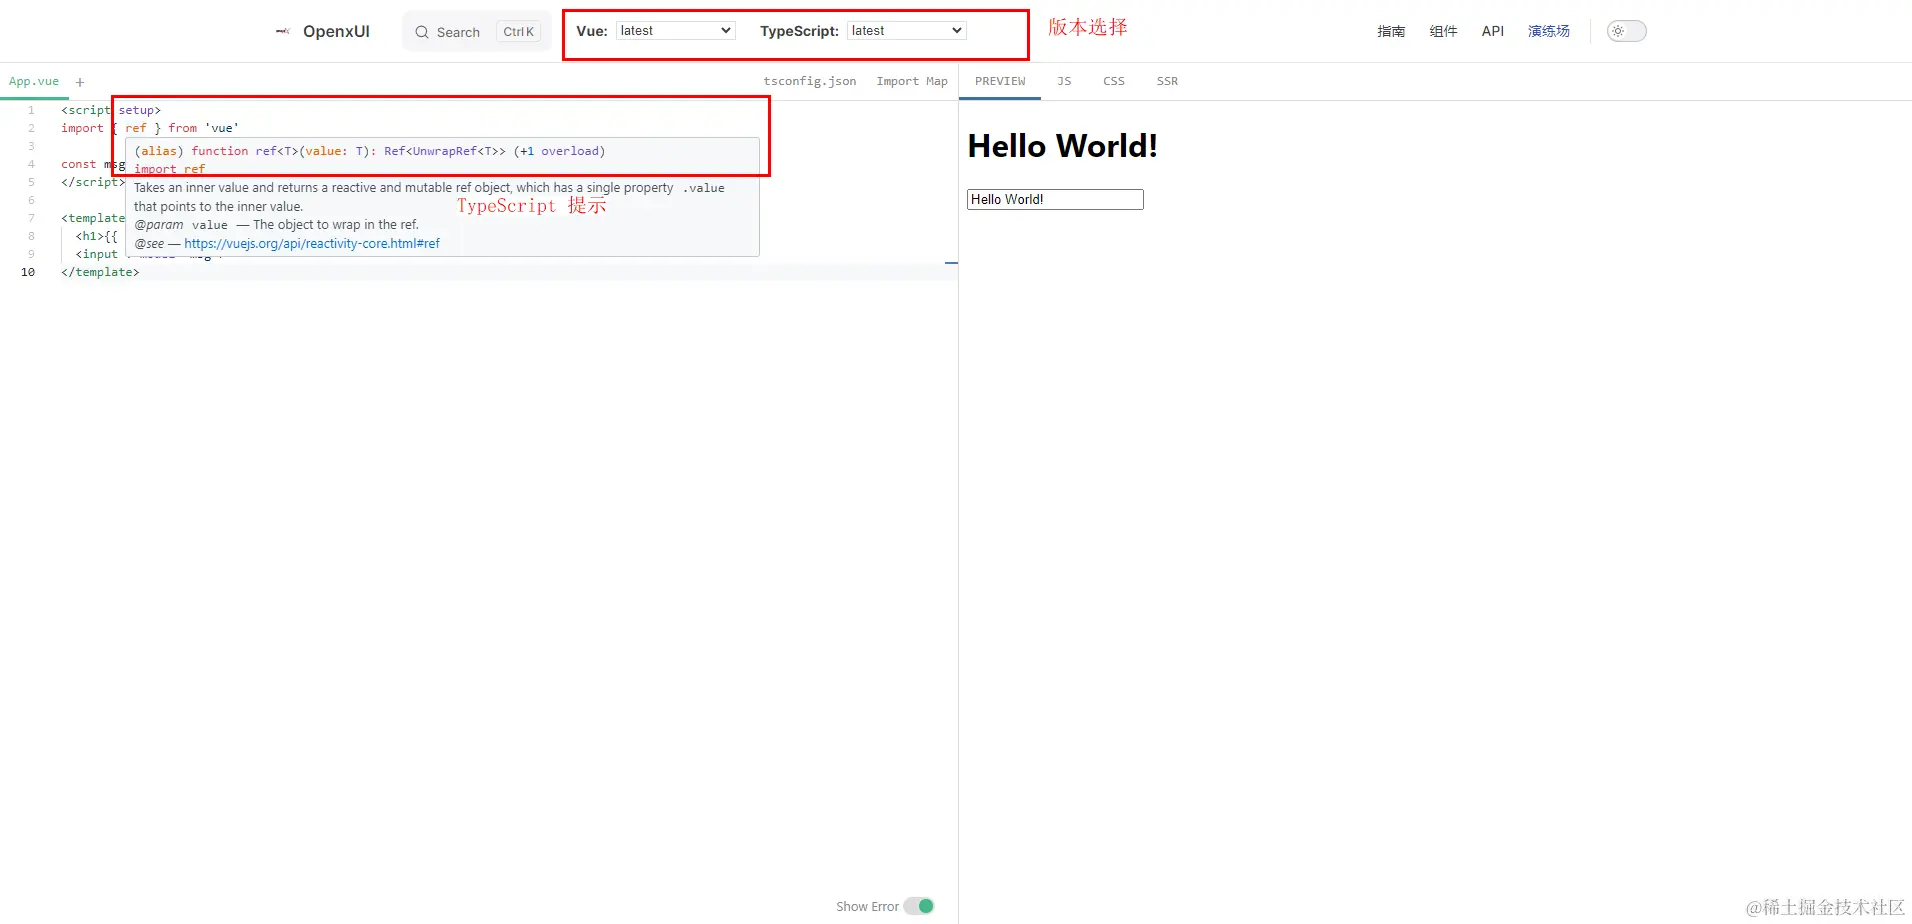 OpenxUI
Search Ctrl K
Vue: latest TypeScript: latest
版本选择
指南 组件 API 演练场
App.vue +
tsconfig.json Import Map
PREVIEW JS CSS SSR
1 <script setup>
2 import { ref } from 'vue'
3
4 const msg
5 </script>
6
7 <template
8 <h1>{{
9 <input
10 </template>
(alias) function ref<T>(value: T): Ref<UnwrapRef<T>> (+1 overload)
import ref
Takes an inner value and returns a reactive and mutable ref object, which has a single property .value
that points to the inner value.
TypeScript 提示
@param value — The object to wrap in the ref.
@see — https://vuejs.org/api/reactivity-core.html#ref
Hello World!
Hello World!
Show Error
@稀土掘金技术社区